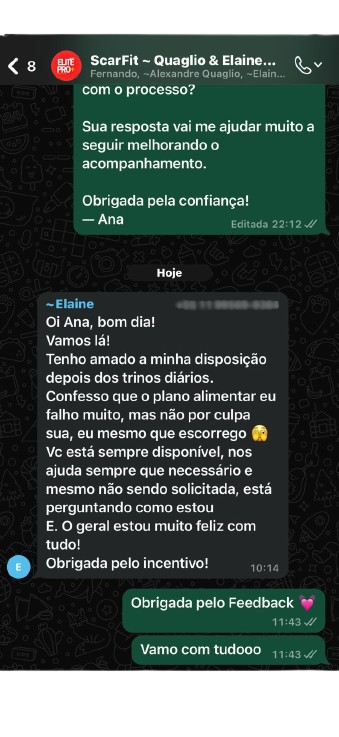 8
ELITE
PRO+
ScarFit ~ Quaglio & Elaine...
Fernando, ~Alexandre Quaglio, ~Elain...
com o processo?
Sua resposta vai me ajudar muito a
seguir melhorando o
acompanhamento.
Obrigada pela confiança!
— Ana
Editada 22:12
Hoje
~Elaine
Oi Ana, bom dia!
Vamos lá!
Tenho amado a minha disposição
depois dos trinos diários.
Confesso que o plano alimentar eu
falho muito, mas não por culpa
sua, eu mesmo que escorrego 🫣
Vc está sempre disponível, nos
ajuda sempre que necessário e
mesmo não sendo solicitada, está
perguntando como estou
E. O geral estou muito feliz com
tudo!
Obrigada pelo incentivo!
10:14
E
Obrigada pelo Feedback 💓
11:43
Vamo com tudooo
11:43